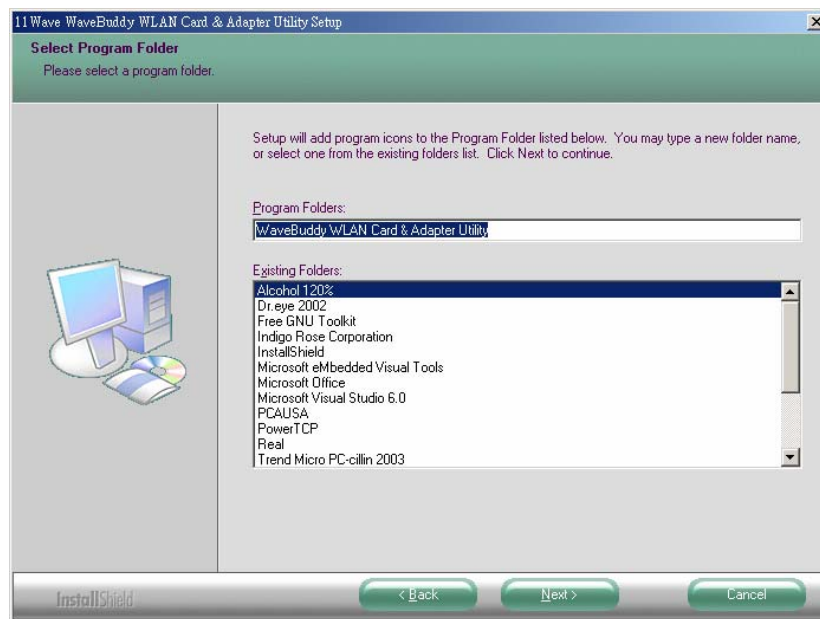 11Wave WaveBuddy WLAN Card & Adapter Utility Setup
Select Program Folder
Please select a program folder.
Setup will add program icons to the Program Folder listed below. You may type a new folder name,
or select one from the existing folders list. Click Next to continue.
Program Folders:
WaveBuddy WLAN Card & Adapter Utility
Existing Folders:
Alcohol 120%
Dr.eye 2002
Free GNU Toolkit
Indigo Rose Corporation
InstallShield
Microsoft eMbedded Visual Tools
Microsoft Office
Microsoft Visual Studio 6.0
PCAUSA
PowerTCP
Real
Trend Micro PC-cillin 2003
InstallShield
< Back
Next >
Cancel